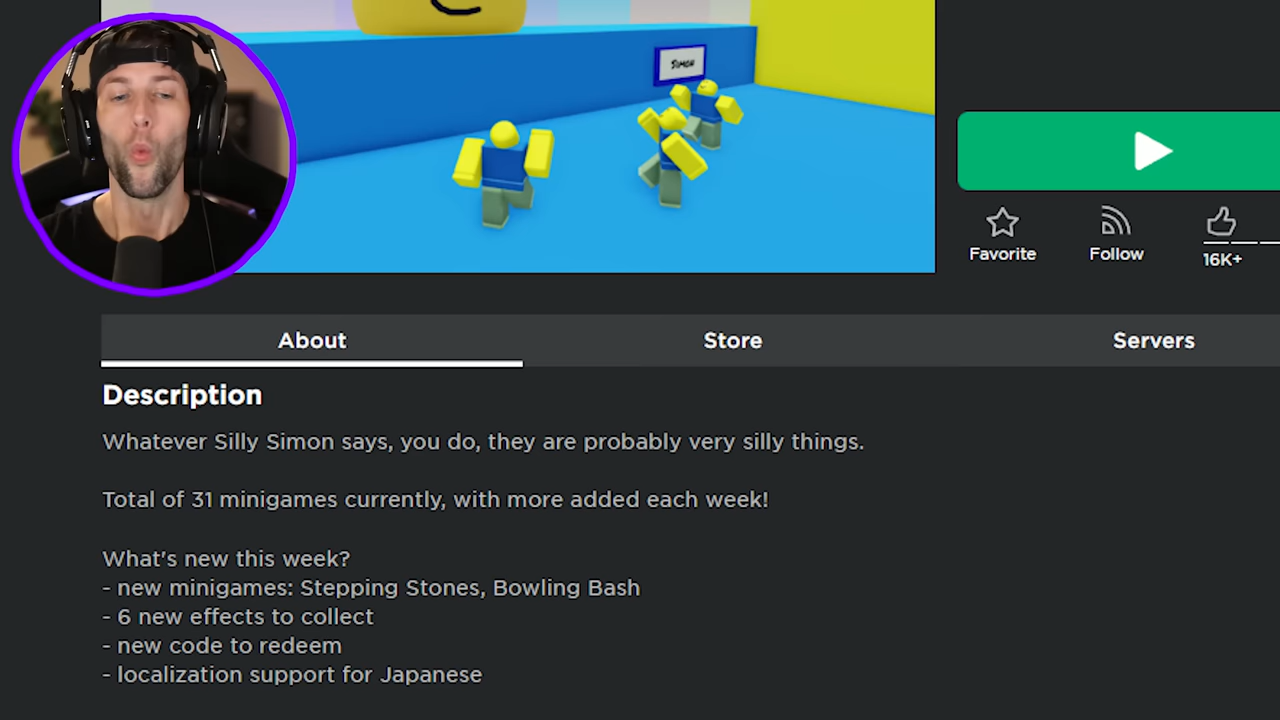 SIMON
Favorite
Follow
16K+
About
Store
Servers
Description
Whatever Silly Simon says, you do, they are probably very silly things.
Total of 31 minigames currently, with more added each week!
What's new this week?
- new minigames: Stepping Stones, Bowling Bash
- 6 new effects to collect
- new code to redeem
- localization support for Japanese